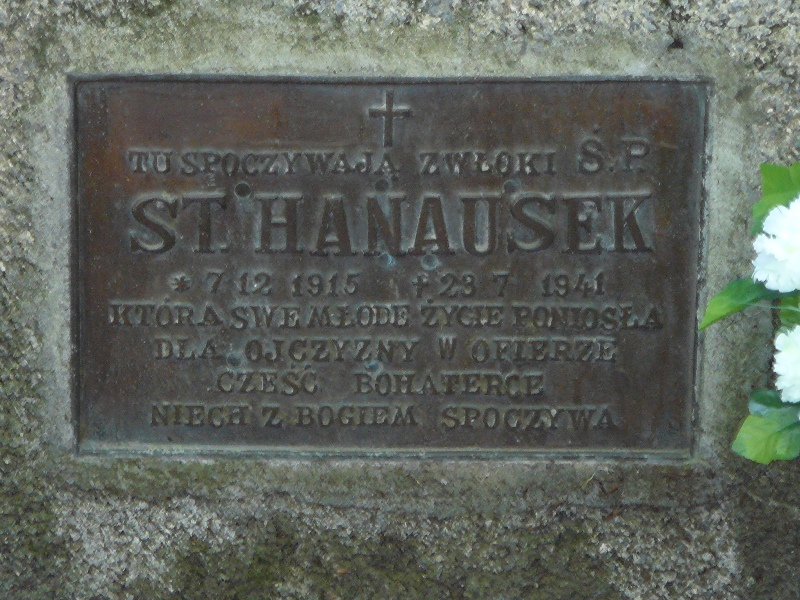 TU SPOCZYWAJĄ ZWŁOKI Ś.P.
ST HANAUSEK
* 7 12 1915 † 23 7 1941
KTÓRA SWE MŁODE ŻYCIE PONIOSŁA
DLA OJCZYZNY W OFIERZE
CZEŚĆ BOHATERCE
NIECH Z BOGIEM SPOCZYWA